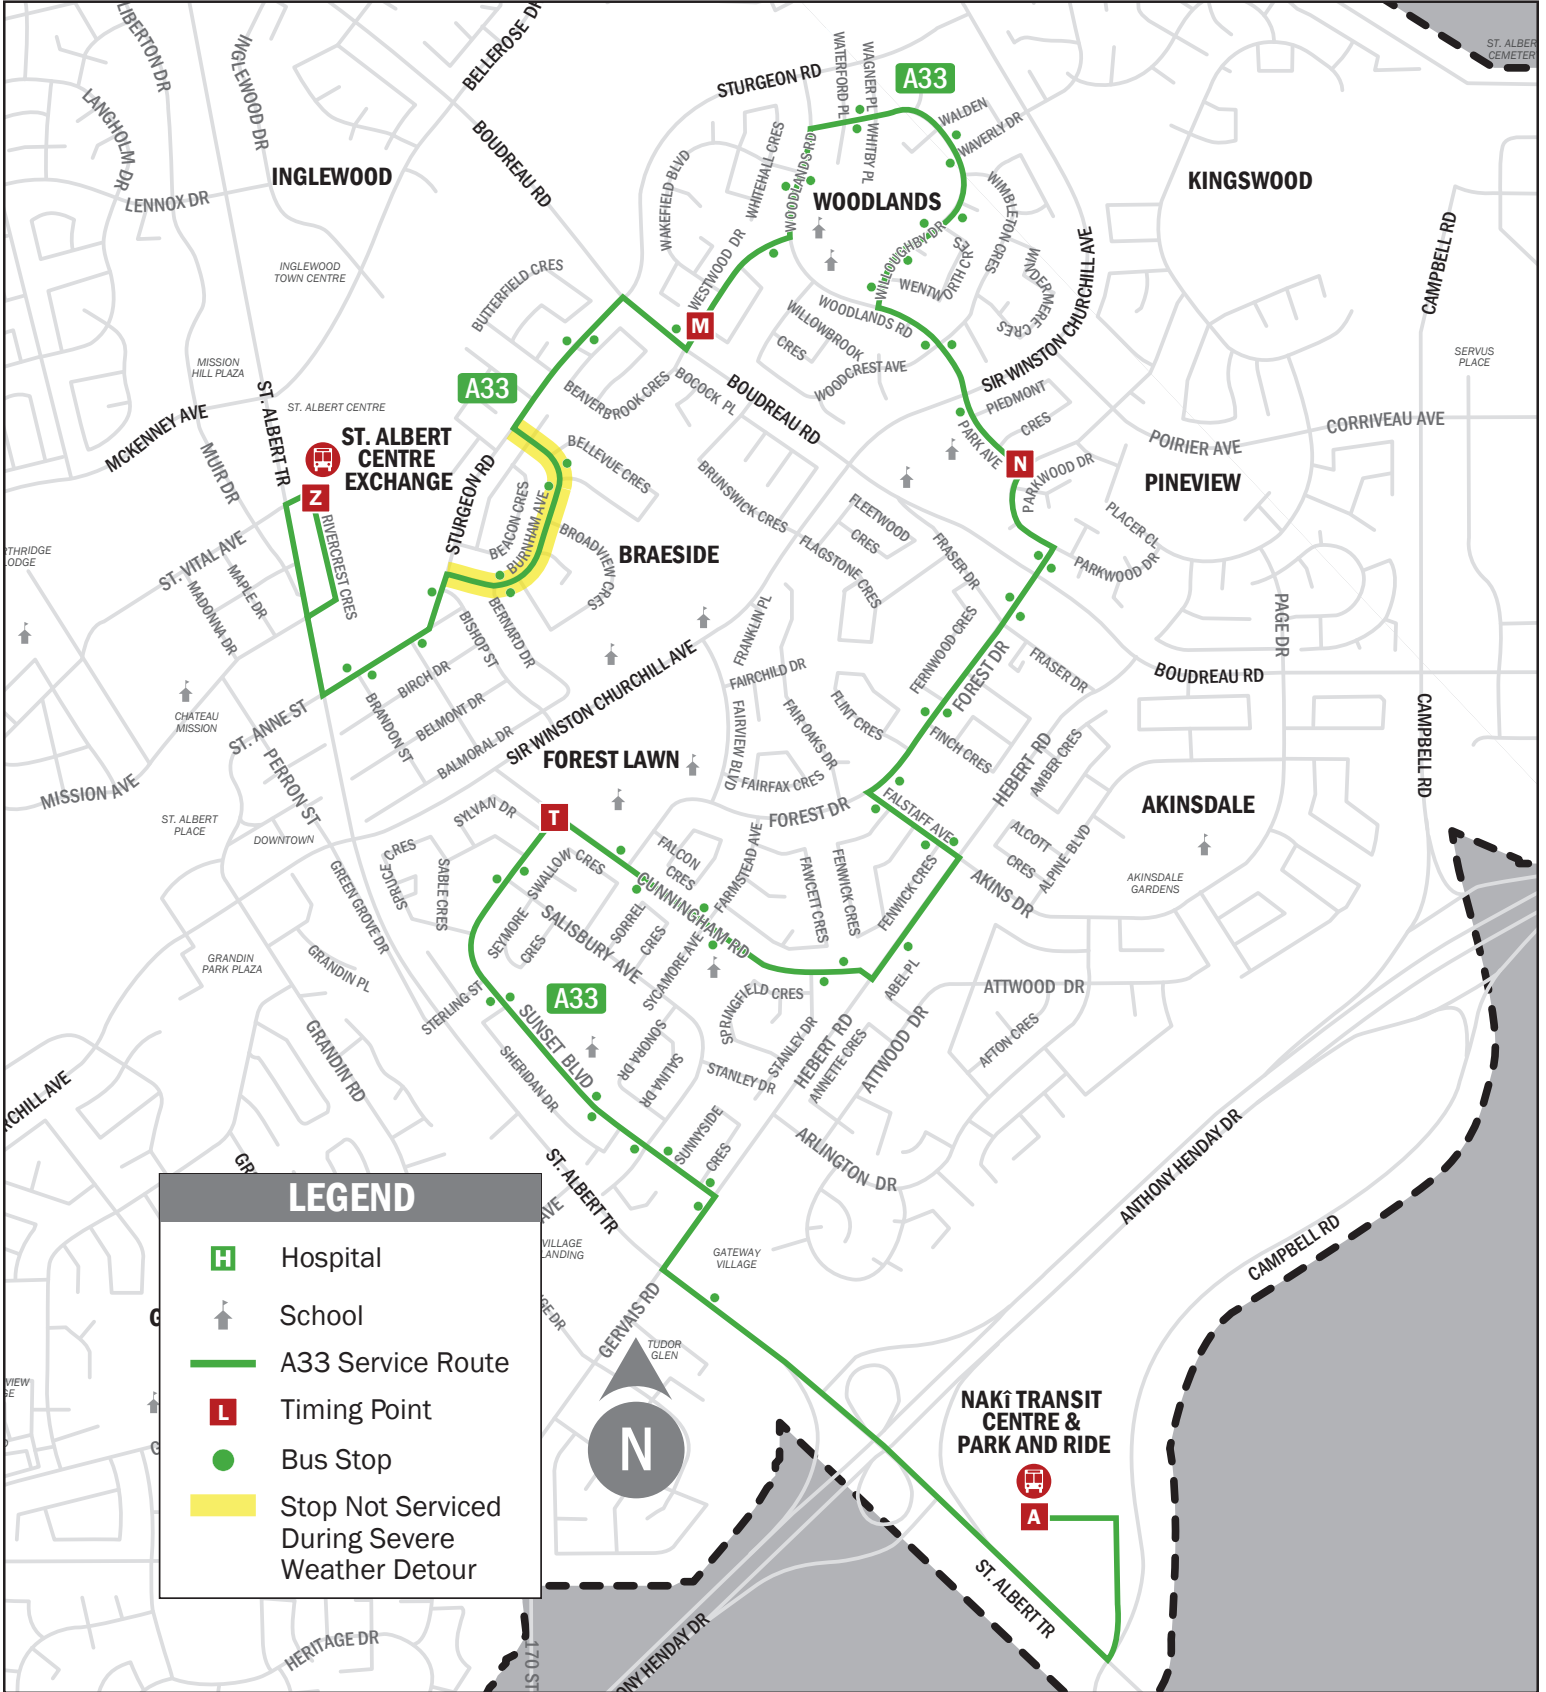 LIBERTON DR
INGLEWOOD DR
BELLEROSE DR
LANGHOLM DR
LENNOX DR
INGLEWOOD
BOUDREAU RD
STURGEON RD
WATERFORD PL
WAGNER PL
A33
WALDEN
WAVERLY DR
WHITBY PL
WHITEHALL CRES
WOODLANDS RD
WAKEFIELD BLVD
WOODLANDS
KINGSWOOD
ST. ALBER
CEMETER
CAMPBELL RD
WIMBLETON CRES
WINDERMERE CRES
WILLOUGHBY DR
WENTWORTH CRES
WESTWOOD DR
INGLEWOOD
TOWN CENTRE
BUTTERFIELD CRES
M
WOODLANDS RD
WILLOWBROOK
CRES
WOODCREST AVE
SIR WINSTON CHURCHILL AVE
SERVUS
PLACE
MISSION
HILL PLAZA
ST. ALBERT TR
ST. ALBERT CENTRE
A33
BEAVERBROOK CRES
BOCOCK PL
BOUDREAU RD
PIEDMONT
CRES
PARK AVE
N
PARKWOOD DR
POIRIER AVE
CORRIVEAU AVE
PINEVIEW
MCKENNEY AVE
MUIR DR
ST. ALBERT
CENTRE
EXCHANGE
Z
RIVERCREST CRES
STURGEON RD
BELLEVUE CRES
BEACON CRES
BURNHAM AVE
BROADVIEW CRES
BRAESIDE
BRUNSWICK CRES
FLEETWOOD
CRES
FLAGSTONE CRES
FRASER DR
PLACER CL
PARKWOOD DR
PAGE DR
RTHRIDGE
LODGE
ST. VITAL AVE
MAPLE DR
MADONNA DR
BISHOP ST
BERNARD DR
BIRCH DR
BRANDON ST
BELMONT DR
BALMORAL DR
SIR WINSTON CHURCHILL AVE
FRANKLIN PL
FAIRCHILD DR
FAIRVIEW BLVD
FAIR OAKS DR
FLINT CRES
FERNWOOD CRES
FOREST DR
FRASER DR
FINCH CRES
BOUDREAU RD
CAMPBELL RD
CHATEAU
MISSION
ST. ANNE ST
PERRON ST
MISSION AVE
FOREST LAWN
FAIRFAX CRES
FOREST DR
HEBERT RD
AMBER CRES
AKINSDALE
ST. ALBERT
PLACE
DOWNTOWN
SYLVAN DR
T
FALSTAFF AVE
ALCOTT
CRES
ALPINE BLVD
AKINS DR
AKINSDALE
GARDENS
SPRUCE
CRES
SABLE CRES
GREEN GROVE DR
SWALLOW CRES
FALCON
CRES
CUNNINGHAM RD
FARMSTEAD AVE
FAWCETT CRES
FENWICK CRES
FENWICK CRES
SEYMORE
CRES
SALISBURY AVE
SORREL
CRES
SYCAMORE AVE
GRANDIN
PARK PLAZA
GRANDIN PL
STERLING ST
A33
SPRINGFIELD CRES
ABEL PL
ATTWOOD DR
GRANDIN RD
SUNSET BLVD
SHERIDAN DR
SONORA DR
SALINA DR
STANLEY DR
STANLEY DR
HEBERT RD
ANNETTE CRES
ATTWOOD DR
AFTON CRES
RCHILL AVE
SUNNYSIDE
CRES
ARLINGTON DR
ANTHONY HENDAY DR
CAMPBELL RD
ST. ALBERT TR
AVE
VILLAGE
LANDING
GATEWAY
VILLAGE
GERVAIS RD
TUDOR
GLEN
LEGEND
H
Hospital
School
A33 Service Route
L
Timing Point
Bus Stop
Stop Not Serviced
During Severe
Weather Detour
N
NAKÎ TRANSIT
CENTRE &
PARK AND RIDE
A
ST. ALBERT TR
HERITAGE DR
170 ST
ONY HENDAY DR